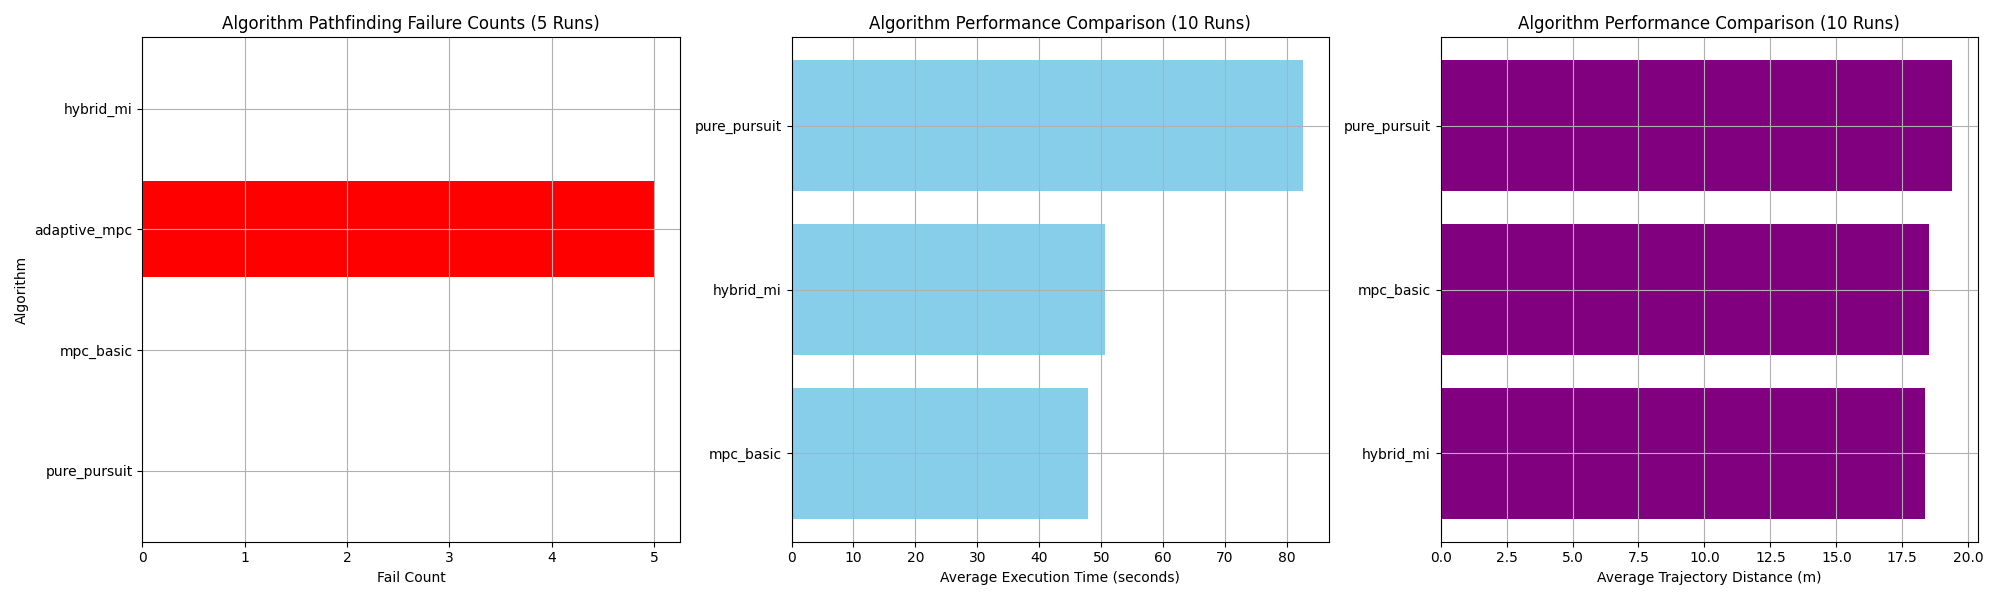 Algorithm Pathfinding Failure Counts (5 Runs)
Algorithm
hybrid_mi
adaptive_mpc
mpc_basic
pure_pursuit
0 1 2 3 4 5
Fail Count
Algorithm Performance Comparison (10 Runs)
pure_pursuit
hybrid_mi
mpc_basic
0 10 20 30 40 50 60 70 80
Average Execution Time (seconds)
Algorithm Performance Comparison (10 Runs)
pure_pursuit
mpc_basic
hybrid_mi
0.0 2.5 5.0 7.5 10.0 12.5 15.0 17.5 20.0
Average Trajectory Distance (m)